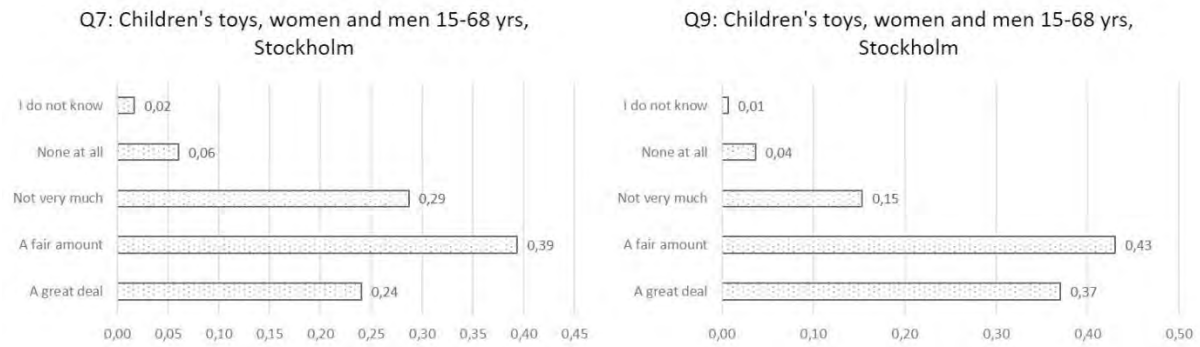 Q7: Children's toys, women and men 15-68 yrs,
Stockholm
I do not know
0,02
None at all
0,06
Not very much
0,29
A fair amount
0,39
A great deal
0,24
0,00 0,05 0,10 0,15 0,20 0,25 0,30 0,35 0,40 0,45
Q9: Children's toys, women and men 15-68 yrs,
Stockholm
I do not know
0,01
None at all
0,04
Not very much
0,15
A fair amount
0,43
A great deal
0,37
0,00 0,10 0,20 0,30 0,40 0,50